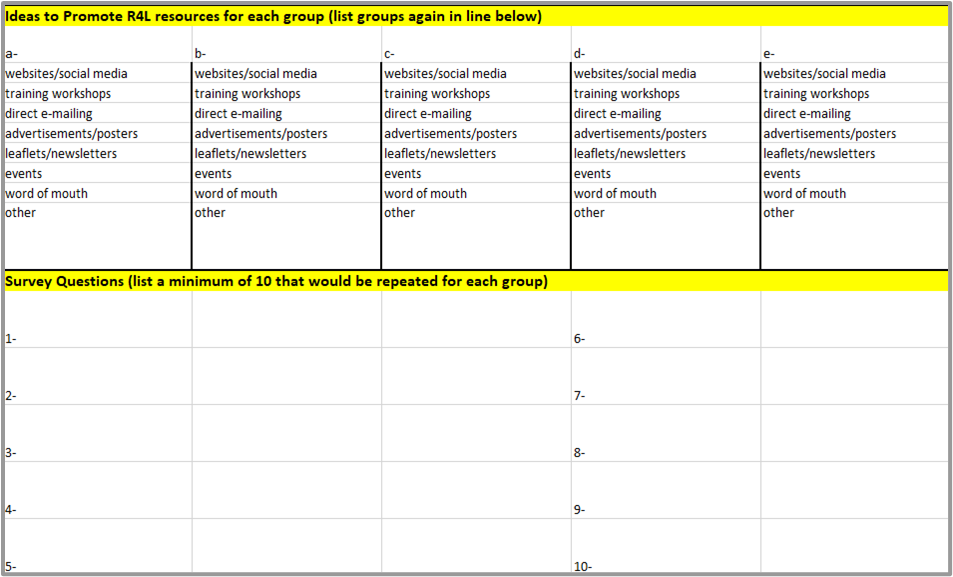 Ideas to Promote R4L resources for each group (list groups again in line below)
a- b- c- d- e-
websites/social media websites/social media websites/social media websites/social media websites/social media
training workshops training workshops training workshops training workshops training workshops
direct e-mailing direct e-mailing direct e-mailing direct e-mailing direct e-mailing
advertisements/posters advertisements/posters advertisements/posters advertisements/posters advertisements/posters
leaflets/newsletters leaflets/newsletters leaflets/newsletters leaflets/newsletters leaflets/newsletters
events events events events events
word of mouth word of mouth word of mouth word of mouth word of mouth
other other other other other
Survey Questions (list a minimum of 10 that would be repeated for each group)
1- 6-
2- 7-
3- 8-
4- 9-
5- 10-